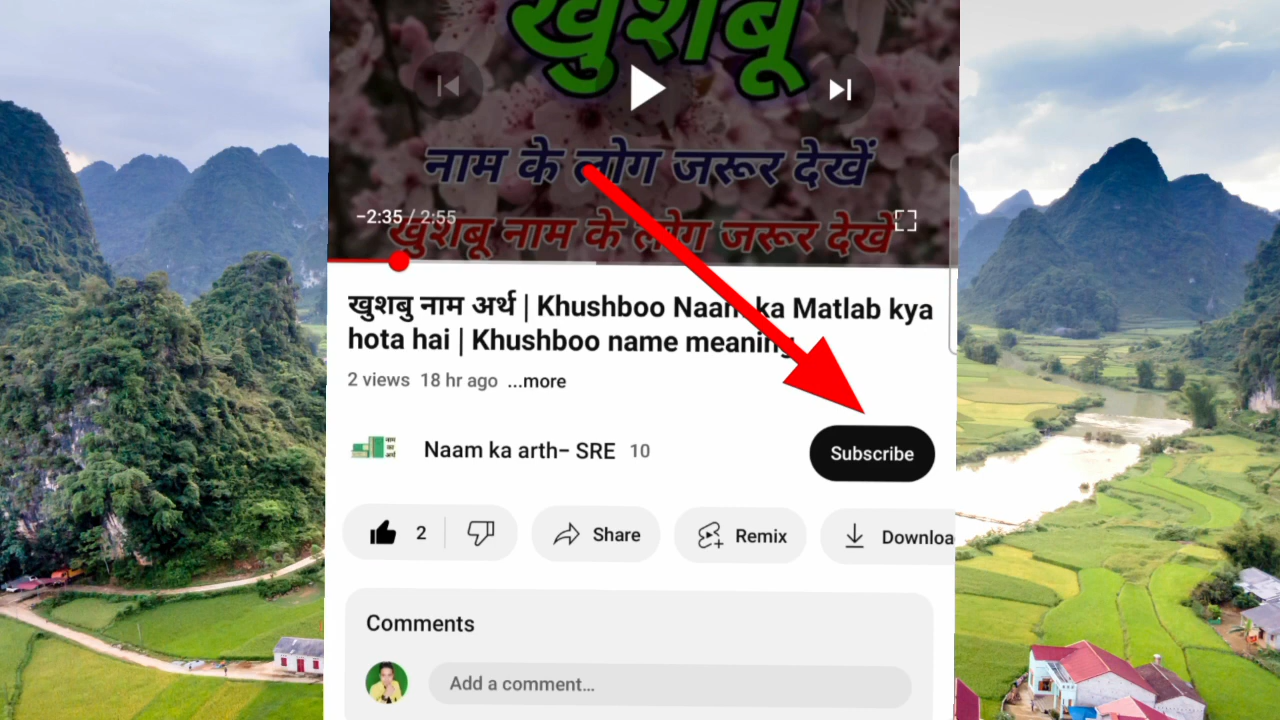 खुशबू
नाम के लोग जरूर देखें
−2:35 / 2:55
खुशबू नाम के लोग जरूर देखें
खुशबु नाम अर्थ | Khushboo Naam ka Matlab kya
hota hai | Khushboo name meaning
2 views 18 hr ago ...more
Naam ka arth− SRE 10
Subscribe
2
Share
Remix
Downloa
Comments
Add a comment...